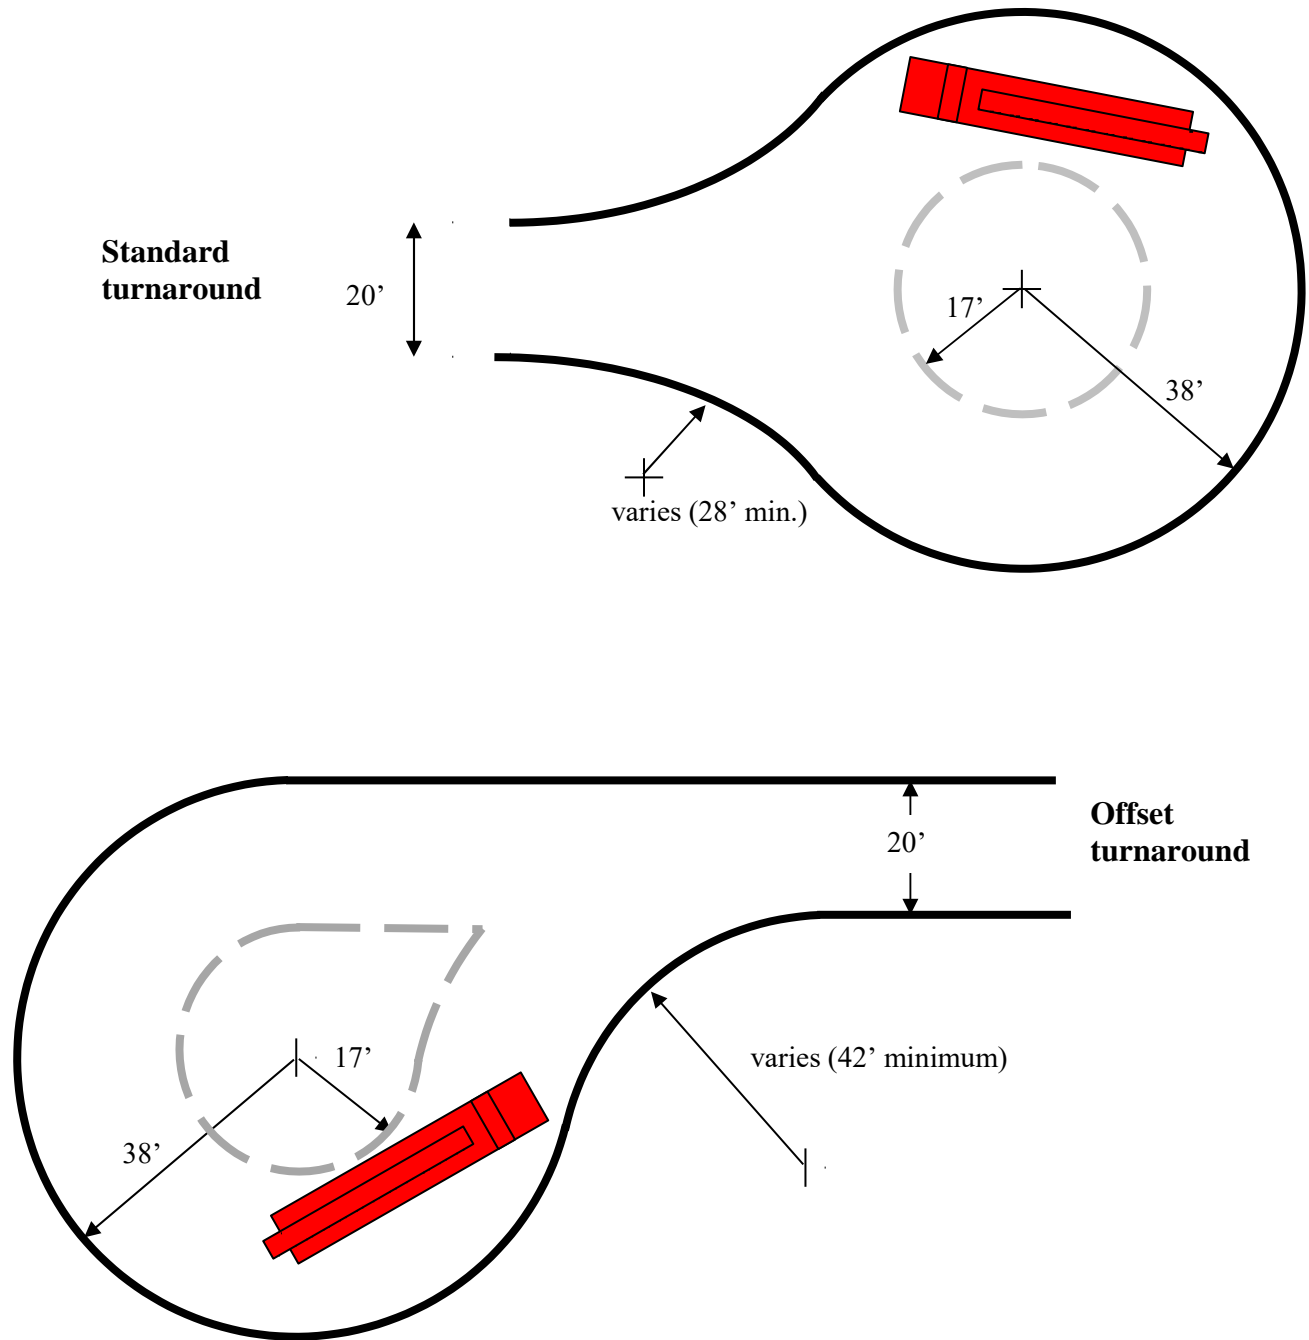 Standard
turnaround
20’
17’
38’
varies (28’ min.)
Offset
turnaround
20’
varies (42’ minimum)
17’
38’